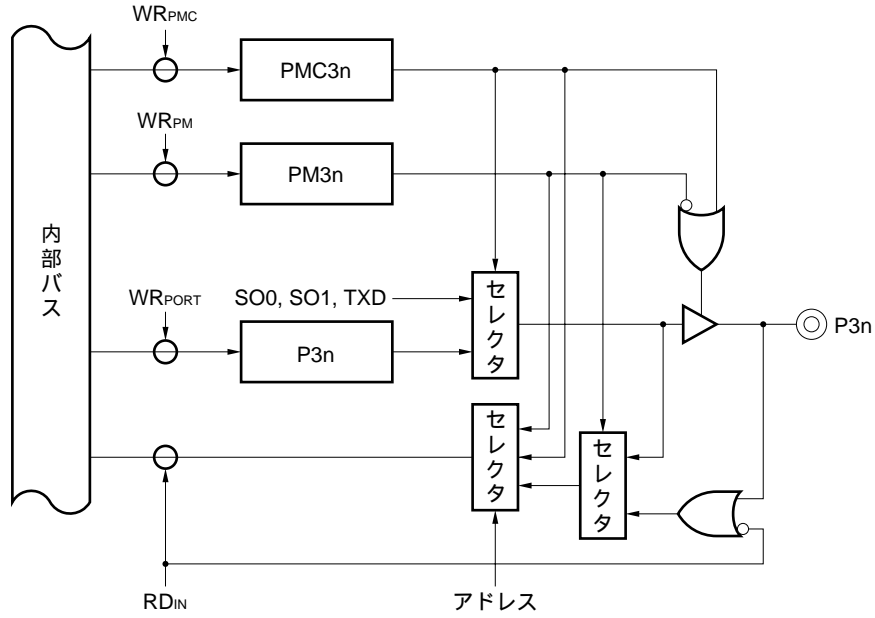 WRPMC
PMC3n
WRPM
PM3n
内部バス
WRPORT
SO0, SO1, TXD
P3n
セレクタ
P3n
セレクタ
セレクタ
RDIN
アドレス